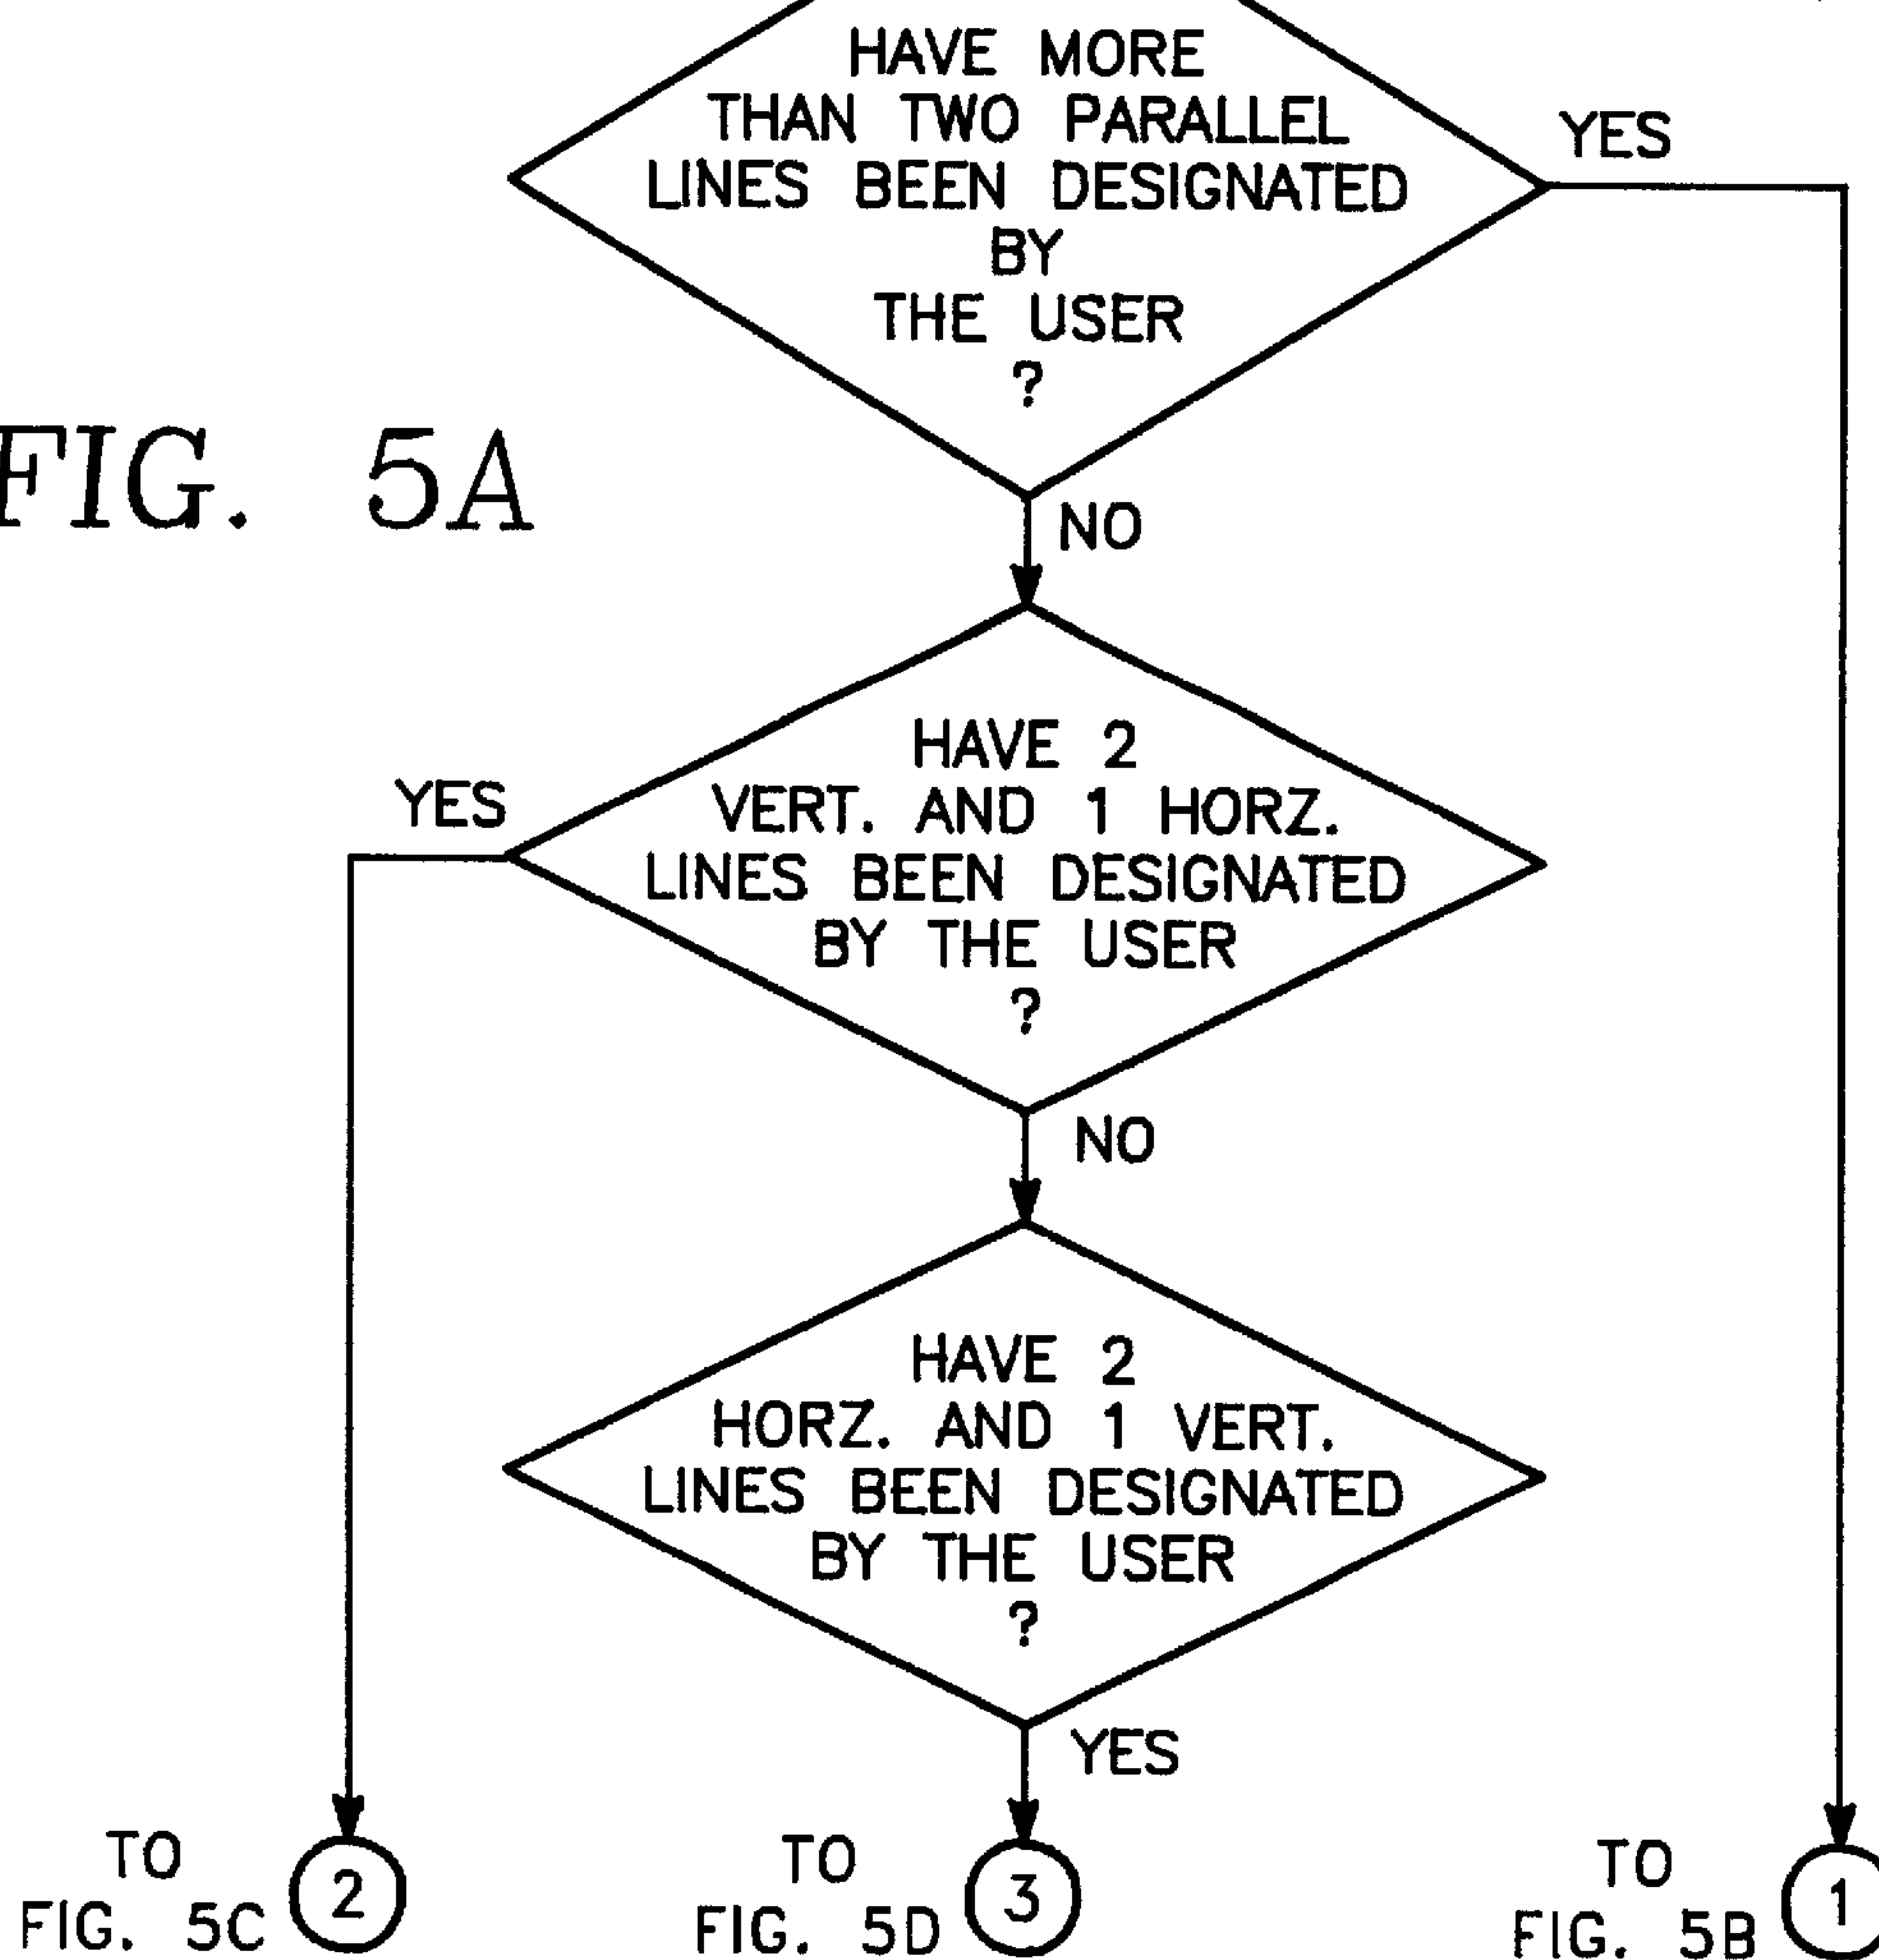 HAVE MORE
THAN TWO PARALLEL
LINES BEEN DESIGNATED
BY
THE USER
?
YES
FIG. 5A
NO
HAVE 2
VERT. AND 1 HORZ.
LINES BEEN DESIGNATED
BY THE USER
?
YES
NO
HAVE 2
HORZ. AND 1 VERT.
LINES BEEN DESIGNATED
BY THE USER
?
YES
TO
FIG. 5C
2
TO
FIG. 5D
3
TO
FIG. 5B
1